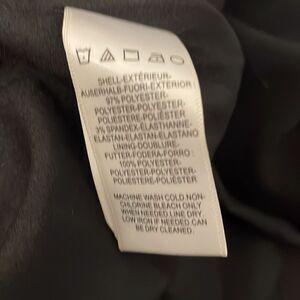 SHELL-EXTÉRIEUR-
AUSSERHALB-FUORI-EXTERIOR:
97% POLYESTER-
POLYESTER-POLYESTER-
POLIESTERE-POLIÉSTER
3% SPANDEX-ELASTHANNE-
ELASTAN-ELASTAN-ELASTANO
LINING-DOUBLURE-
FUTTER-FODERA-FORRO:
100% POLYESTER-
POLYESTER-POLYESTER-
POLIESTERE-POLIÉSTER
MACHINE WASH COLD NON-
CHLORINE BLEACH ONLY
WHEN NEEDED LINE DRY.
LOW IRON IF NEEDED CAN
BE DRY CLEANED.